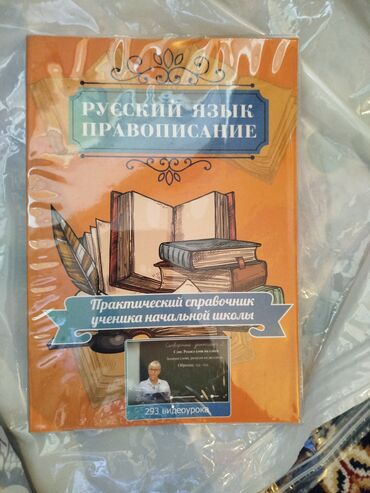 РУССКИЙ ЯЗЫК
ПРАВОПИСАНИЕ
Практический справочник
ученика начальной школы
293 видеоурока